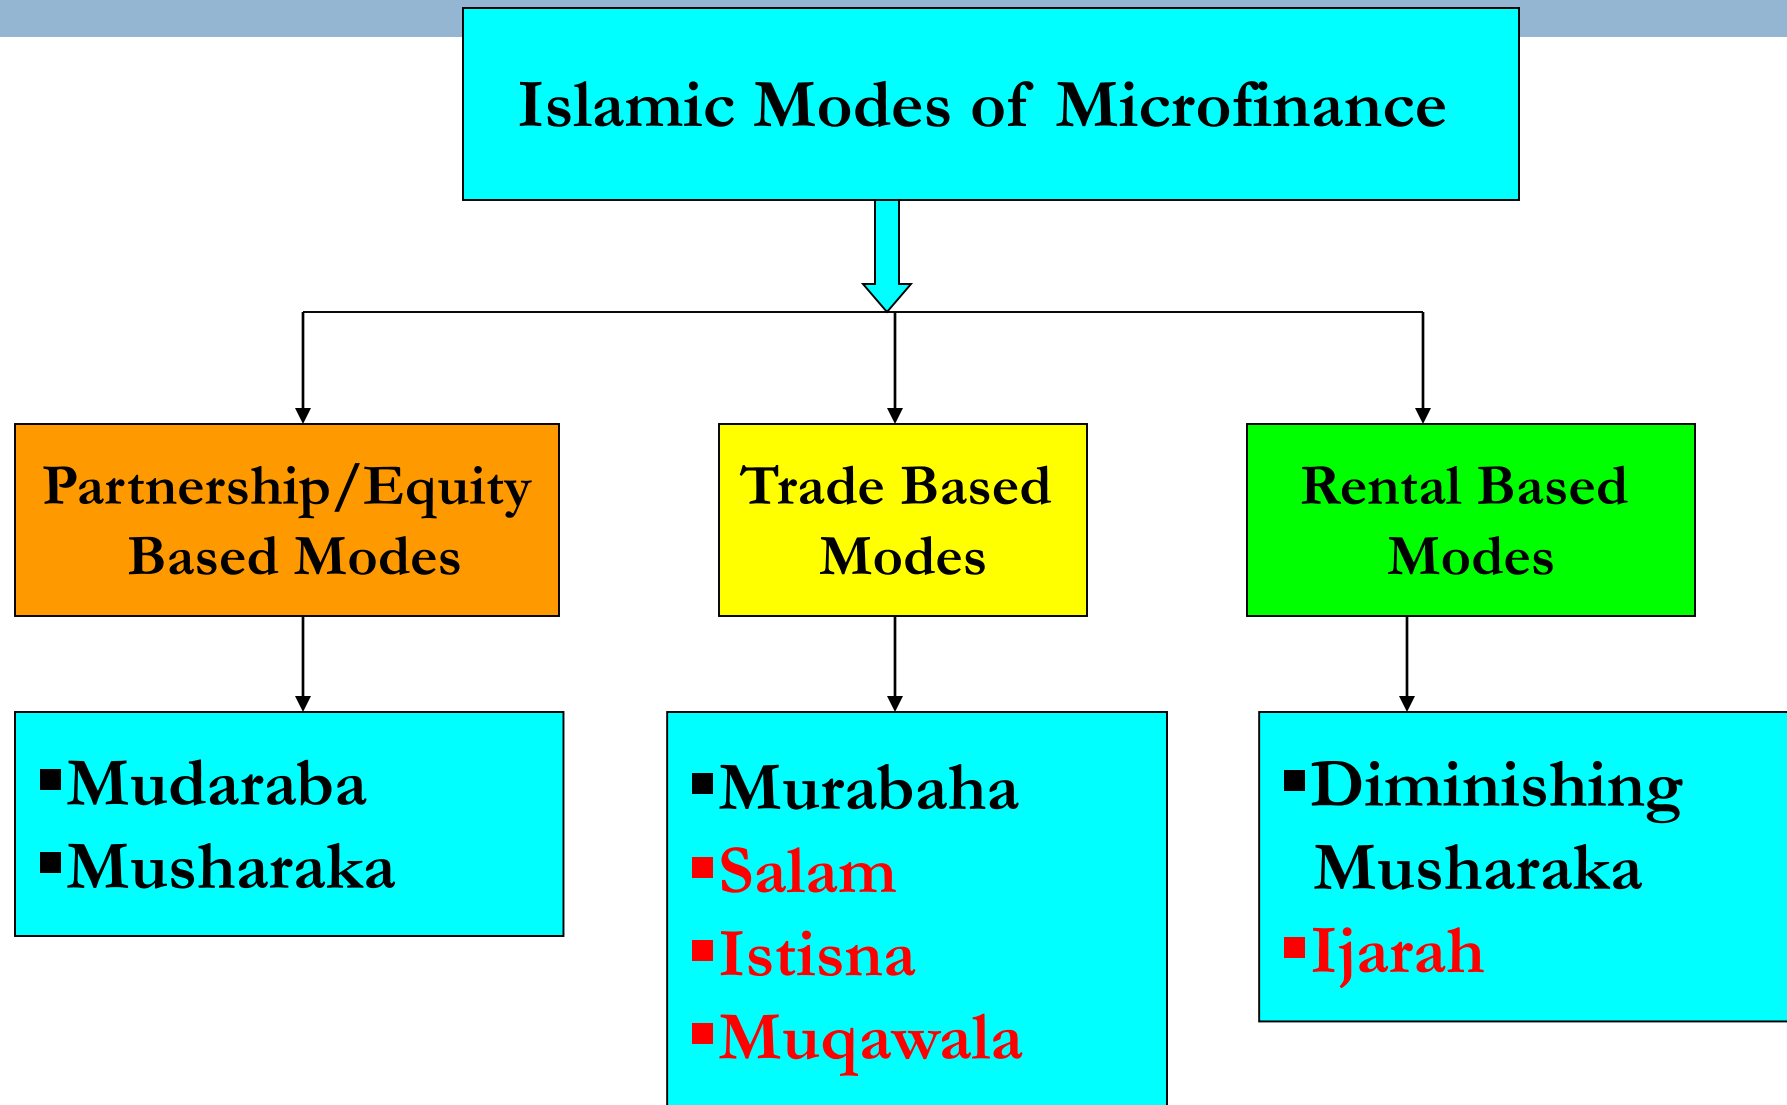 Islamic Modes of Microfinance
Partnership/Equity
Based Modes
Trade Based
Modes
Rental Based
Modes
▪Mudaraba
▪Musharaka
▪Murabaha
▪Salam
▪Istisna
▪Muqawala
▪Diminishing
Musharaka
▪Ijarah